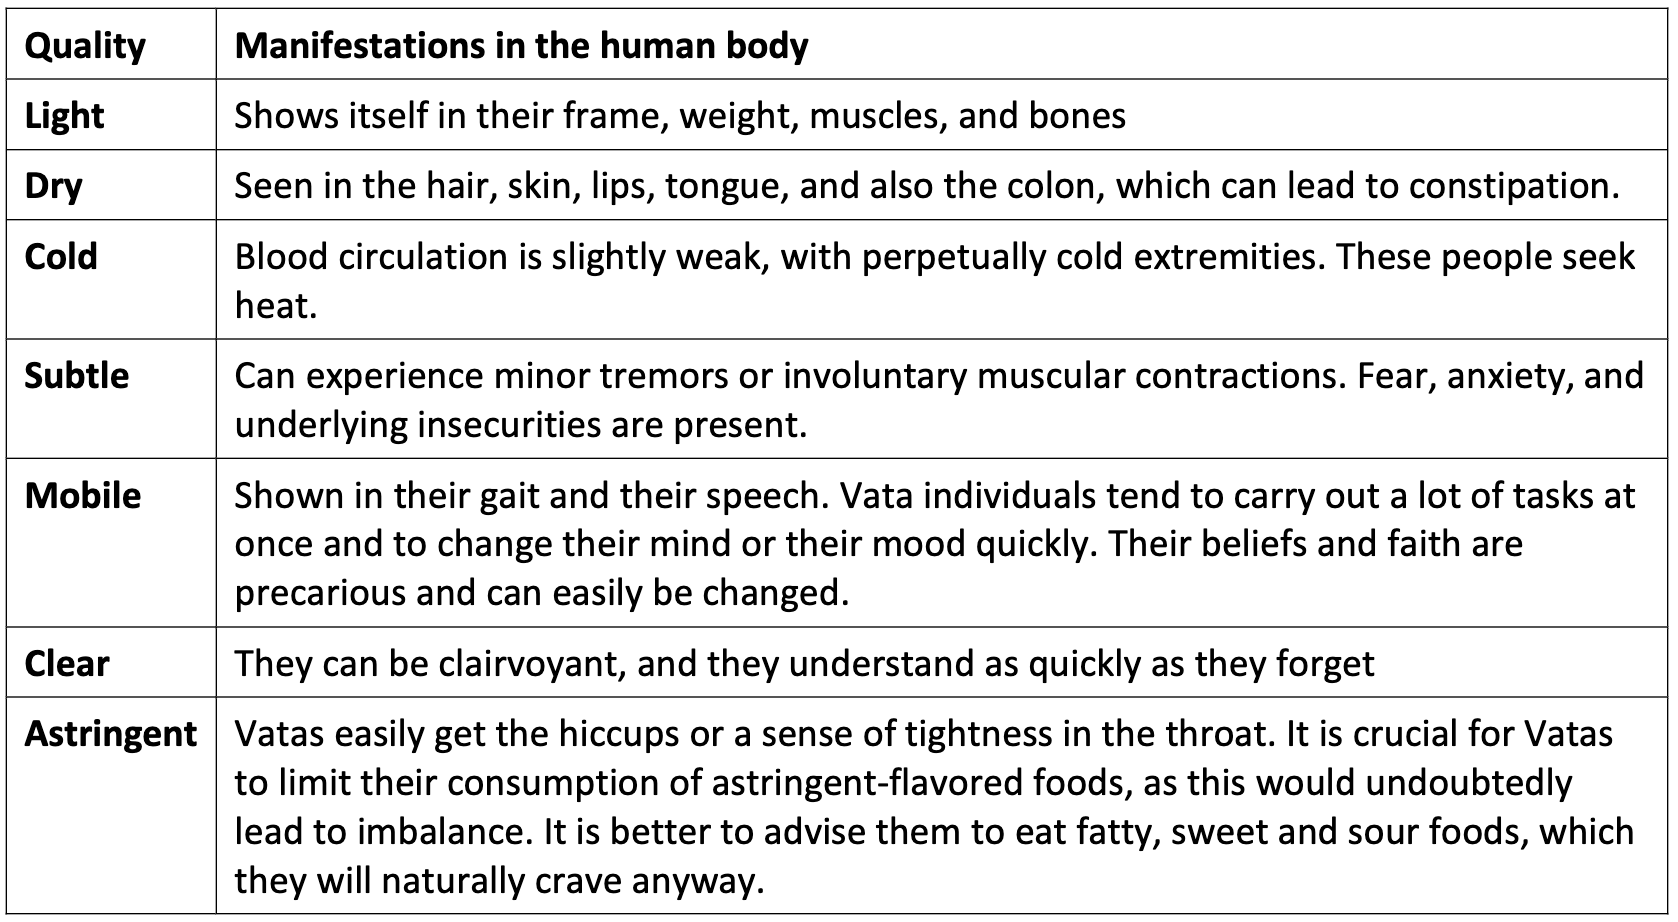 Quality Manifestations in the human body
Light Shows itself in their frame, weight, muscles, and bones
Dry Seen in the hair, skin, lips, tongue, and also the colon, which can lead to constipation.
Cold Blood circulation is slightly weak, with perpetually cold extremities. These people seek
heat.
Subtle Can experience minor tremors or involuntary muscular contractions. Fear, anxiety, and
underlying insecurities are present.
Mobile Shown in their gait and their speech. Vata individuals tend to carry out a lot of tasks at
once and to change their mind or their mood quickly. Their beliefs and faith are
precarious and can easily be changed.
Clear They can be clairvoyant, and they understand as quickly as they forget
Astringent Vatas easily get the hiccups or a sense of tightness in the throat. It is crucial for Vatas
to limit their consumption of astringent-flavored foods, as this would undoubtedly
lead to imbalance. It is better to advise them to eat fatty, sweet and sour foods, which
they will naturally crave anyway.